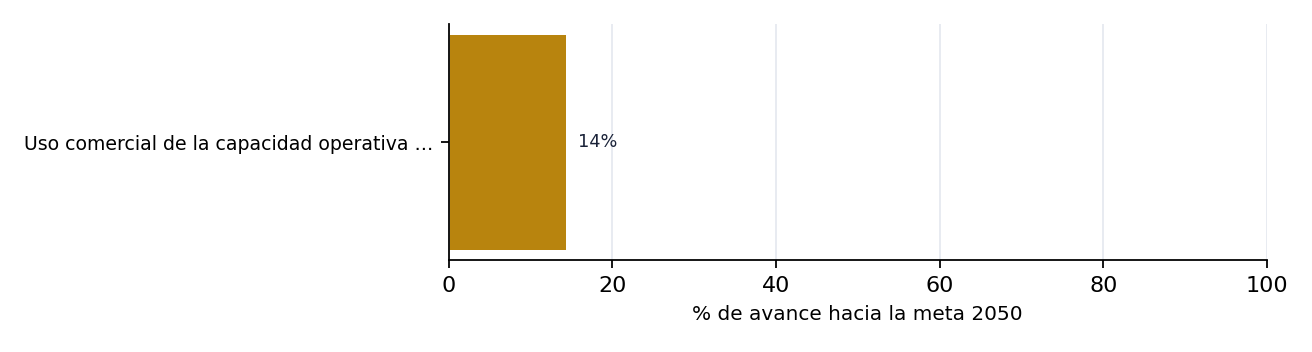 Uso comercial de la capacidad operativa ...
14%
0 20 40 60 80 100
% de avance hacia la meta 2050